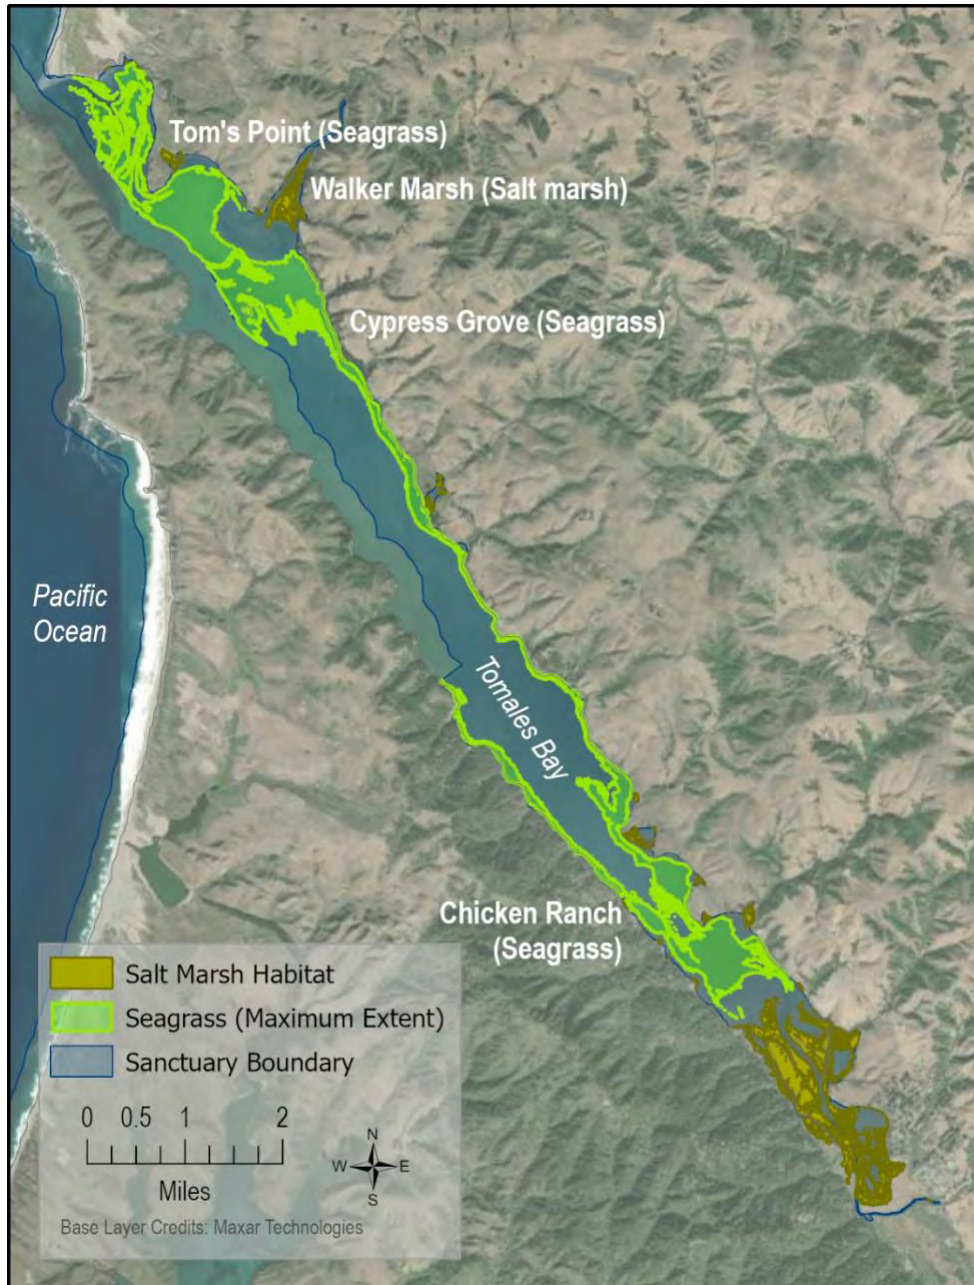 Tom's Point (Seagrass)
Walker Marsh (Salt marsh)
Cypress Grove (Seagrass)
Pacific
Ocean
Tomales Bay
Chicken Ranch
(Seagrass)
Salt Marsh Habitat
Seagrass (Maximum Extent)
Sanctuary Boundary
0 0.5 1 2
Miles
N
W E
S
Base Layer Credits: Maxar Technologies